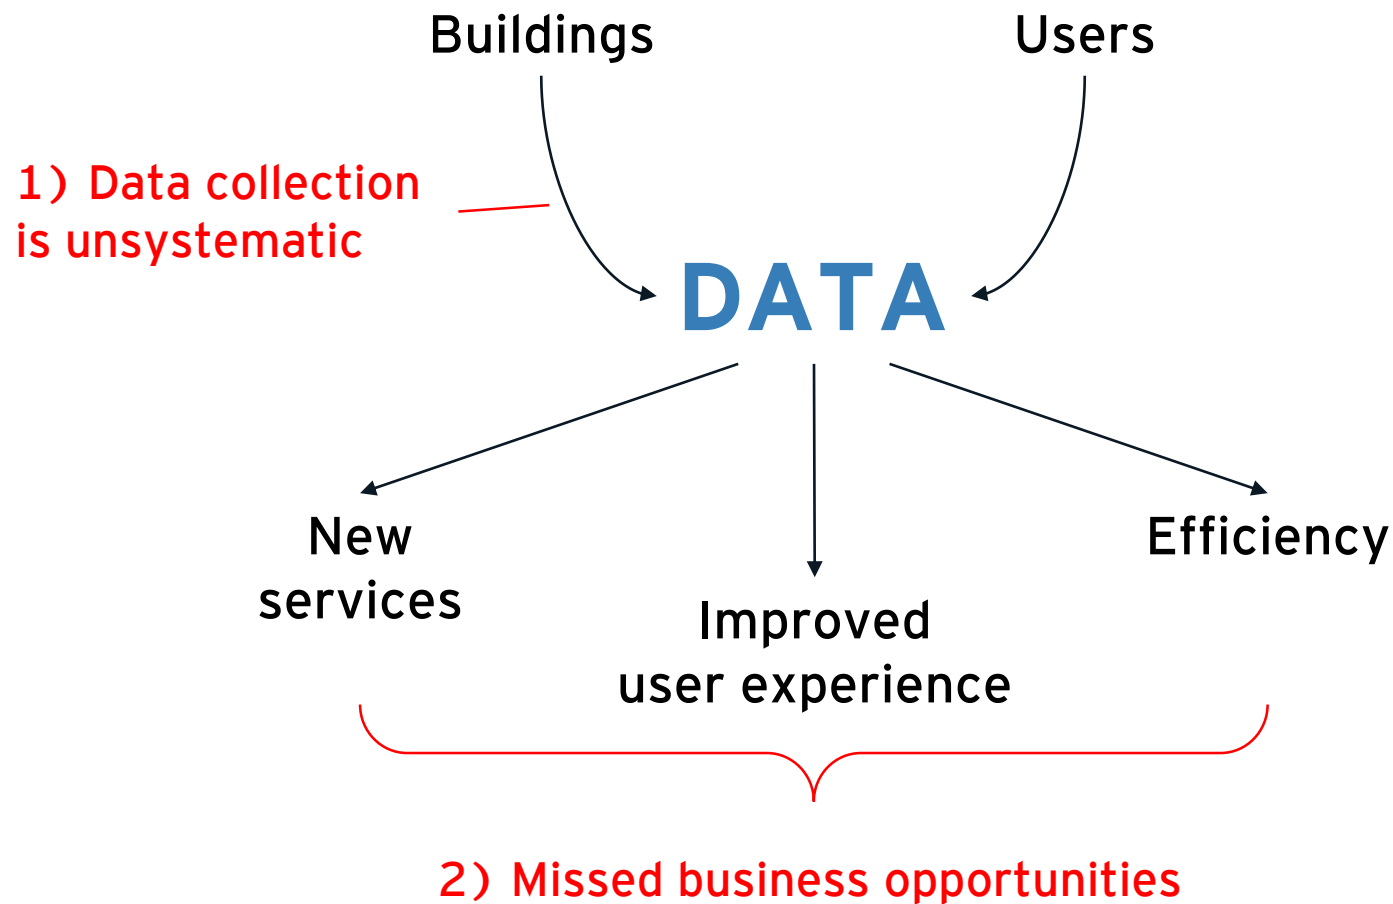 Buildings
Users
1) Data collection
is unsystematic
DATA
New
services
Improved
user experience
Efficiency
2) Missed business opportunities